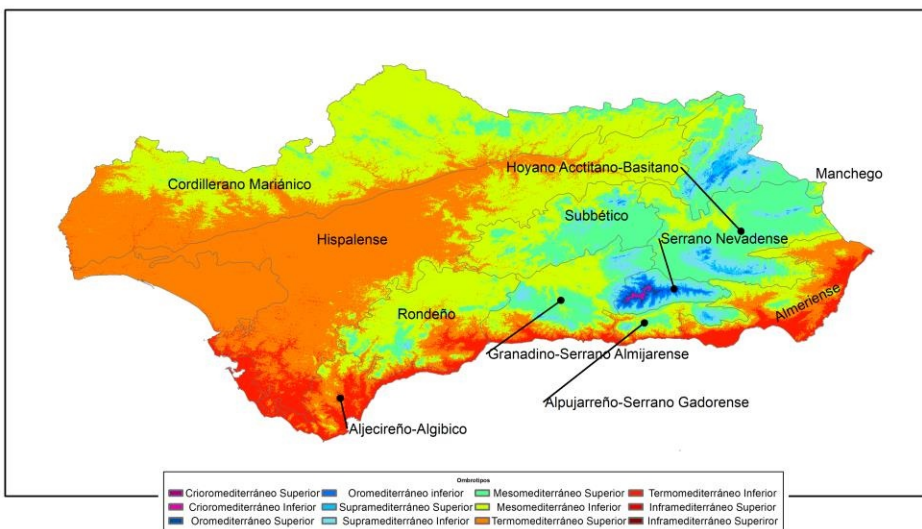 Hoyano Acctitano-Basitano
Manchego
Cordillerano Mariánico
Subbético
Hispalense
Serrano Nevadense
Almeriense
Rondeño
Granadino-Serrano Almijarense
Alpujarreño-Serrano Gadorense
Aljecireño-Algibico
Ombrotipos
Crioromediterráneo Superior Oromediterráneo inferior Mesomediterráneo Superior Termomediterráneo Inferior
Crioromediterráneo Inferior Supramediterráneo Superior Mesomediterráneo Inferior Inframediterráneo Superior
Oromediterráneo Superior Supramediterráneo Inferior Termomediterráneo Superior Inframediterráneo Superior